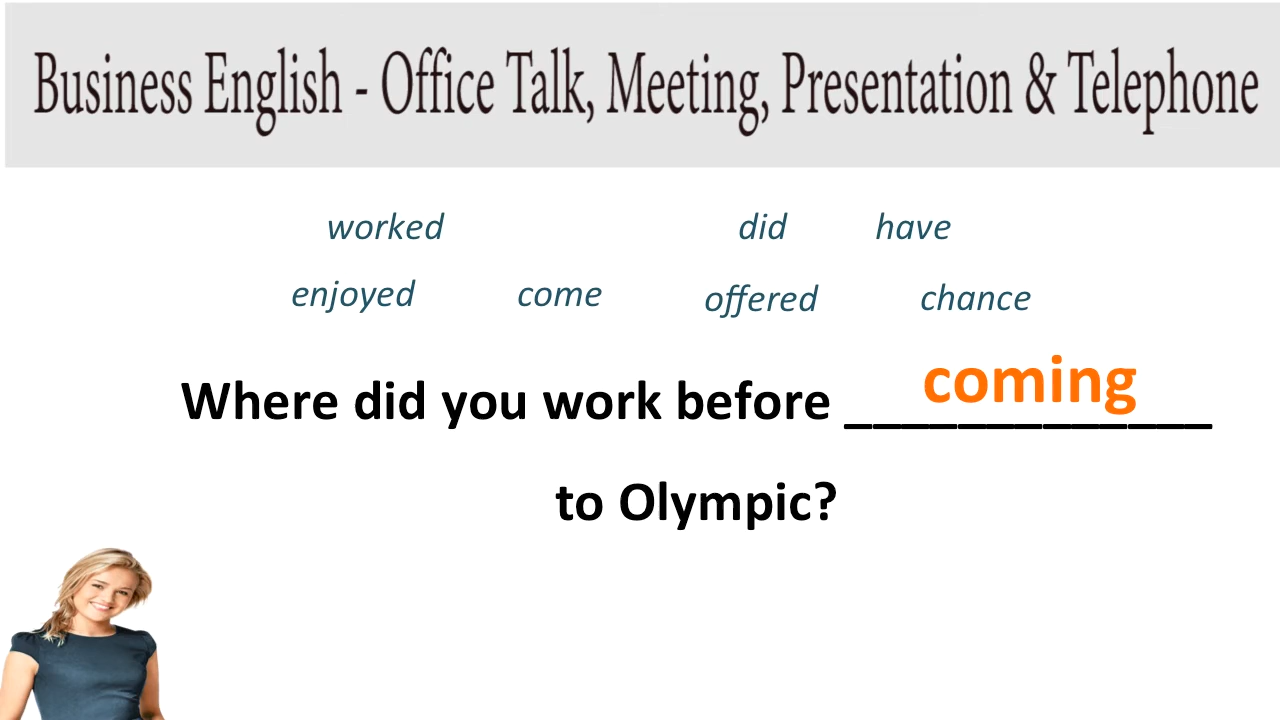 Business English - Office Talk, Meeting, Presentation & Telephone
worked did have
enjoyed come offered chance
Where did you work before _____________ coming
to Olympic?